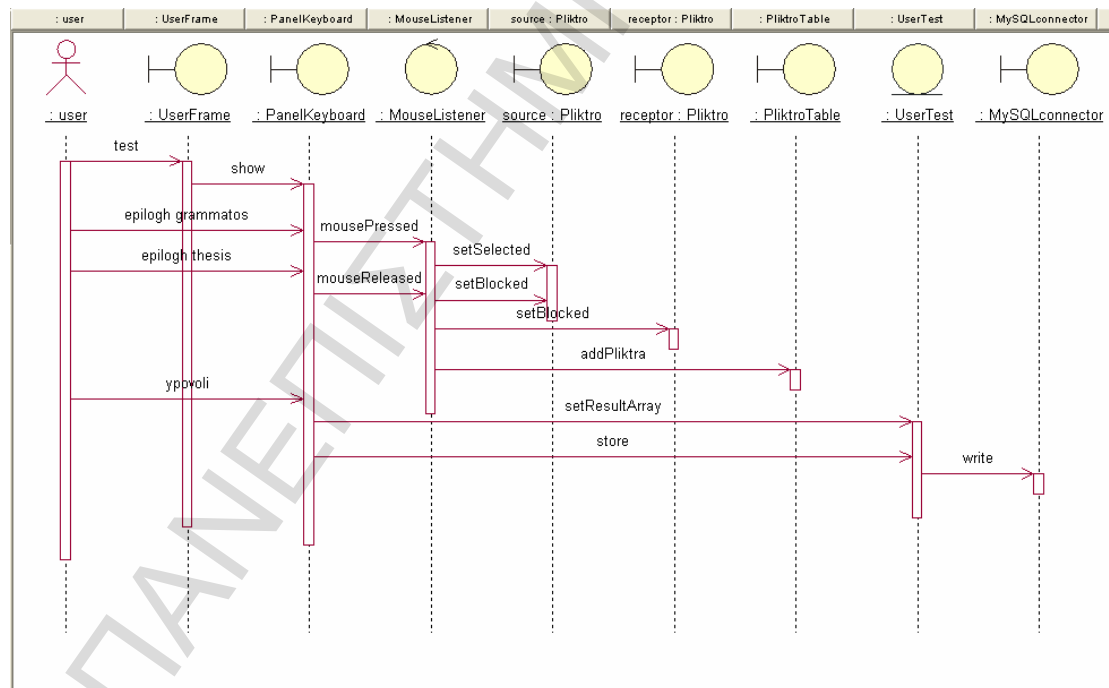 : user : UserFrame : PanelKeyboard : MouseListener source : Pliktro receptor : Pliktro : PliktroTable : UserTest : MySQLconnector
: user : UserFrame : PanelKeyboard : MouseListener source : Pliktro receptor : Pliktro : PliktroTable : UserTest : MySQLconnector
test
show
epilogh grammatos
mousePressed
setSelected
epilogh thesis
mouseReleased
setBlocked
setBlocked
addPliktra
ypovoli
setResultArray
store
write
ΠΑΝΕΠΙΣΤΗΜΙ